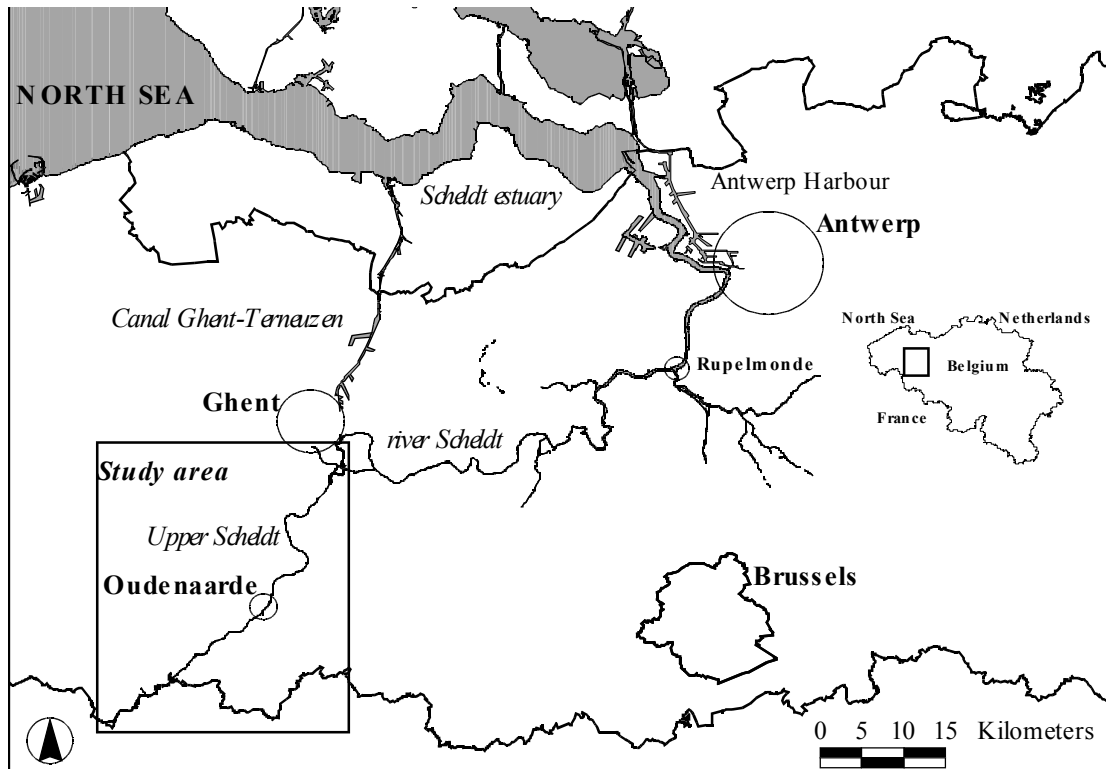 NORTH SEA
Scheldt estuary
Antwerp Harbour
Antwerp
Canal Ghent-Terneuzen
North Sea
Netherlands
Rupelmonde
Belgium
Ghent
France
river Scheldt
Study area
Upper Scheldt
Oudenaarde
Brussels
0 5 10 15 Kilometers